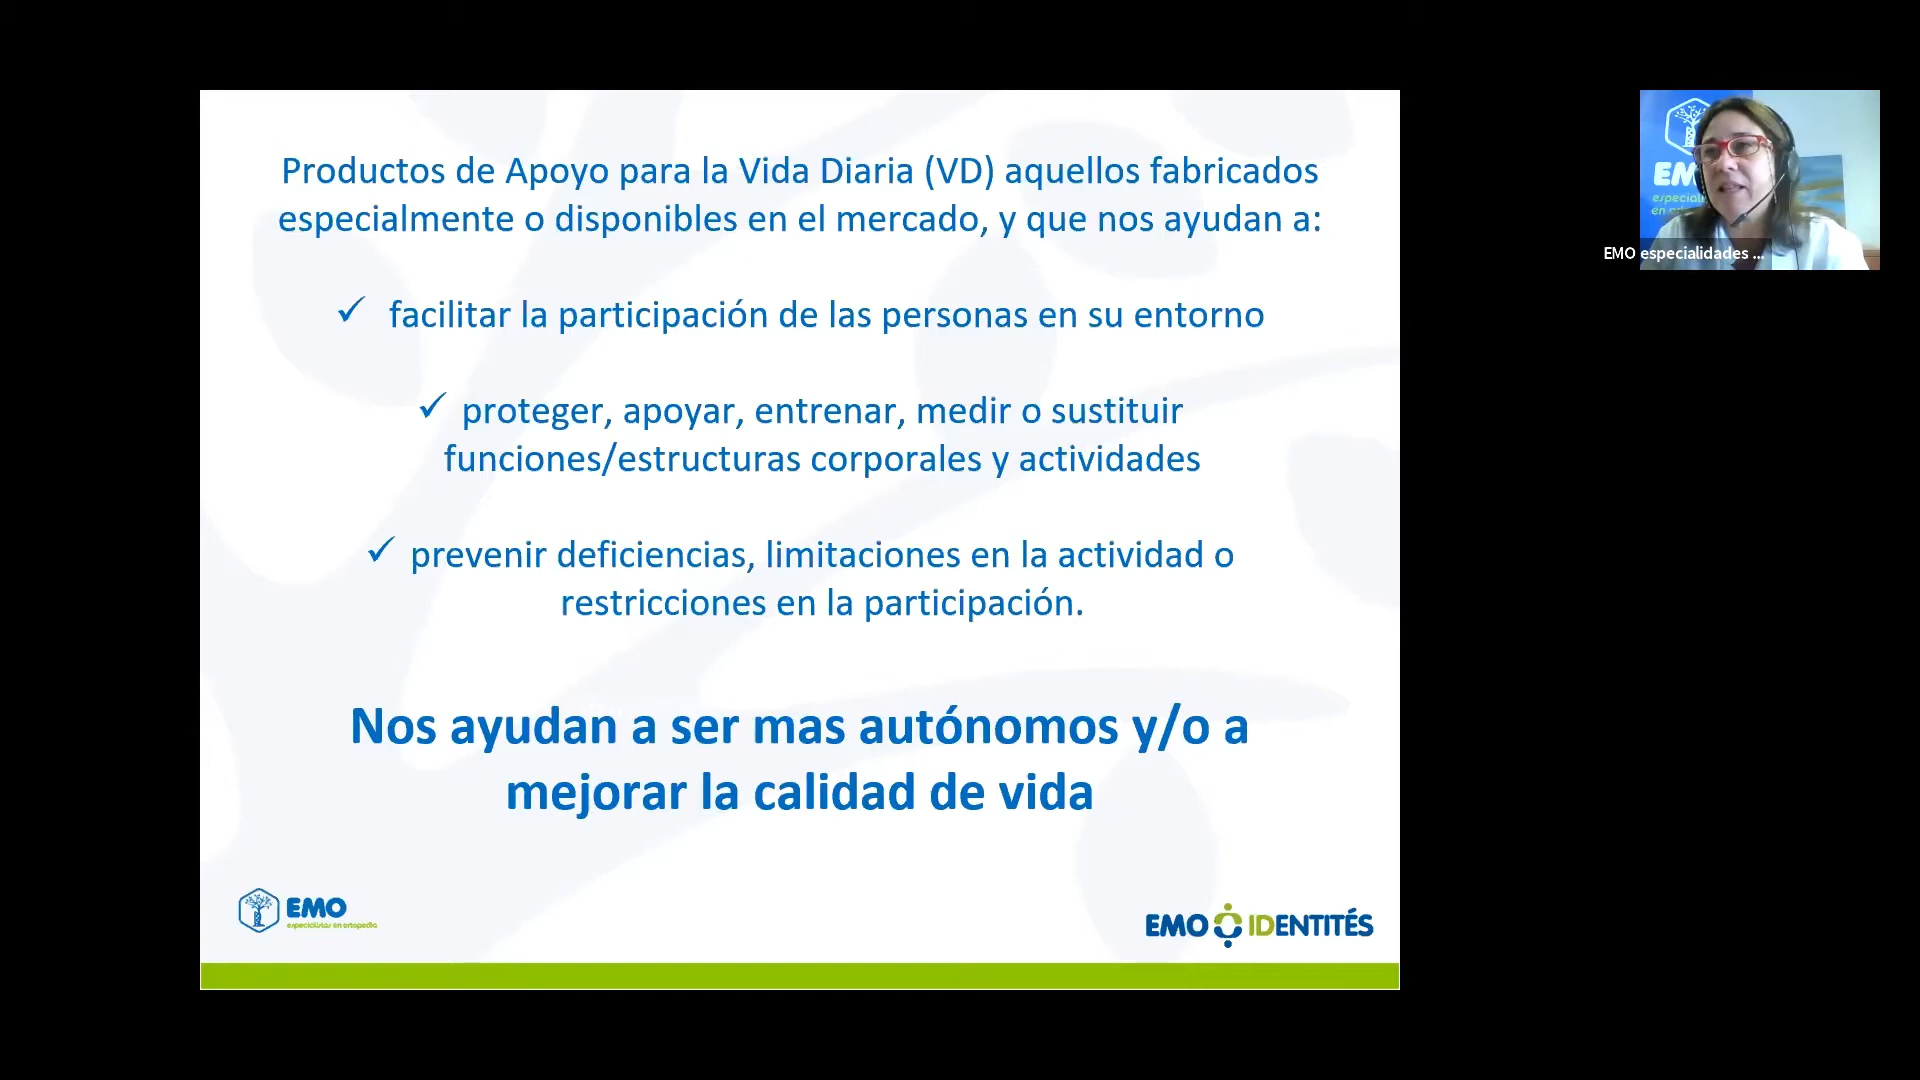 Productos de Apoyo para la Vida Diaria (VD) aquellos fabricados
especialmente o disponibles en el mercado, y que nos ayudan a:
✓ facilitar la participación de las personas en su entorno
✓ proteger, apoyar, entrenar, medir o sustituir
funciones/estructuras corporales y actividades
✓ prevenir deficiencias, limitaciones en la actividad o
restricciones en la participación.
Nos ayudan a ser mas autónomos y/o a
mejorar la calidad de vida
EMO
especialistas en ortopedia
EMO IDENTITÉS
EMO especialidades ...